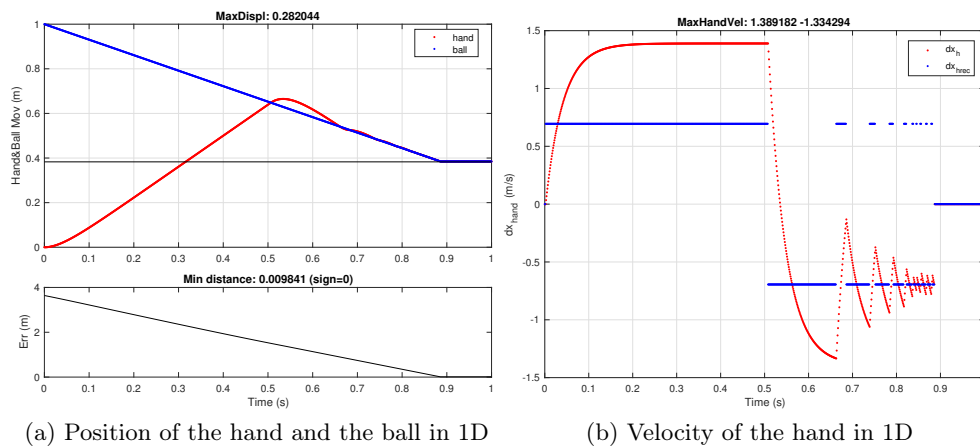 MaxDispl: 0.282044
hand
ball
Hand&Ball Mov (m)
1
0.8
0.6
0.4
0.2
0
0 0.1 0.2 0.3 0.4 0.5 0.6 0.7 0.8 0.9 1
Min distance: 0.009841 (sign=0)
Err (m)
4
2
0
0 0.1 0.2 0.3 0.4 0.5 0.6 0.7 0.8 0.9 1
Time (s)
(a) Position of the hand and the ball in 1D
MaxHandVel: 1.389182 -1.334294
dx_h
dx_hrec
dx_hand (m/s)
1.5
1
0.5
0
-0.5
-1
-1.5
0 0.1 0.2 0.3 0.4 0.5 0.6 0.7 0.8 0.9 1
Time (s)
(b) Velocity of the hand in 1D